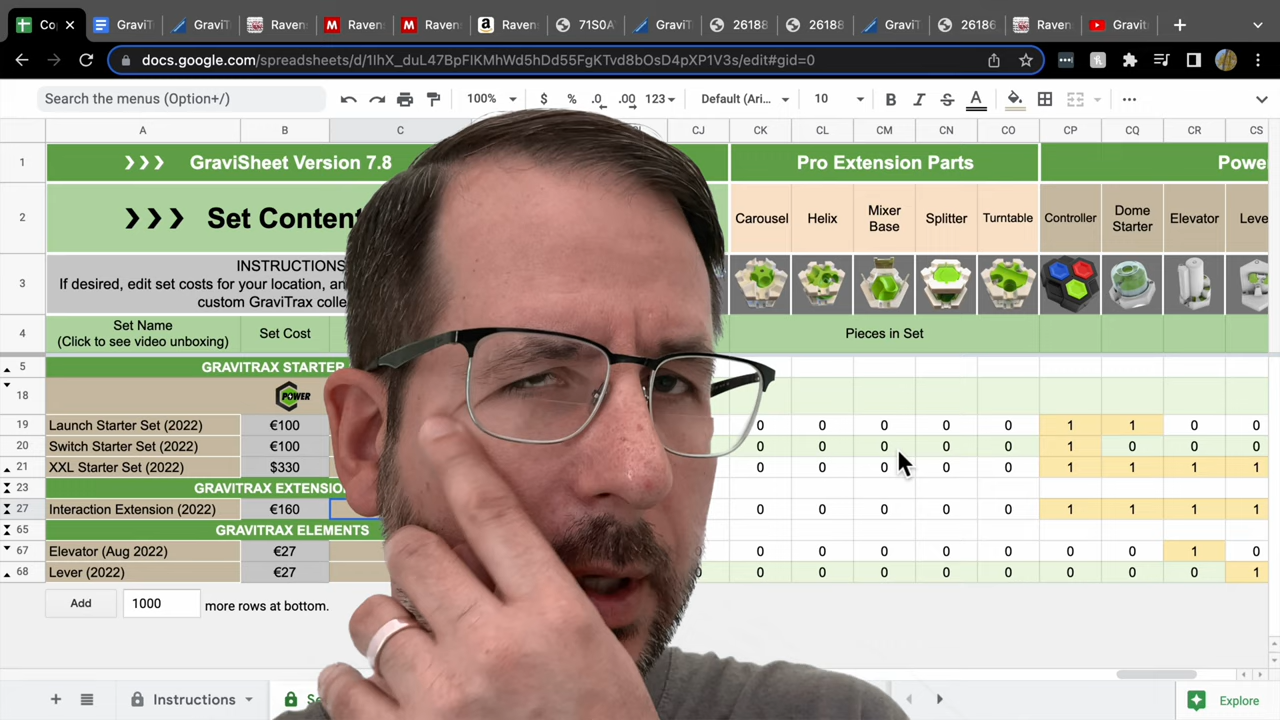 Co
GraviT
GraviT
Raven
Raven
Raven
Raven
71S0A
GraviT
26188
26188
GraviT
26186
Raven
Gravit
docs.google.com/spreadsheets/d/1IhX_duL47BpFIKMhWd5hDd55FgKTvd8bOsD4pXP1V3s/edit#gid=0
Search the menus (Option+/)
100%
$
%
.0
.00
123
Default (Ari...
10
B
I
S
A
A
B
C
CJ
CK
CL
CM
CN
CO
CP
CQ
CR
CS
1
>>> GraviSheet Version 7.8
Pro Extension Parts
Powe
2
>>> Set Content
Carousel
Helix
Mixer
Base
Splitter
Turntable
Controller
Dome
Starter
Elevator
Leve
3
INSTRUCTIONS
If desired, edit set costs for your location, an
custom GraviTrax colle
4
Set Name
(Click to see video unboxing)
Set Cost
Pieces in Set
5
GRAVITRAX STARTER
18
POWER
19 Launch Starter Set (2022) €100 0 0 0 0 0 1 1 0 0
20 Switch Starter Set (2022) €100 0 0 0 0 0 1 0 0 0
21 XXL Starter Set (2022) $330 0 0 0 0 0 1 1 1 1
23 GRAVITRAX EXTENSIO
27 Interaction Extension (2022) €160 0 0 0 0 0 1 1 1 1
65 GRAVITRAX ELEMENTS
67 Elevator (Aug 2022) €27 0 0 0 0 0 0 0 1 0
68 Lever (2022) €27 0 0 0 0 0 0 0 0 1
Add 1000 more rows at bottom.
Instructions
Se
Explore